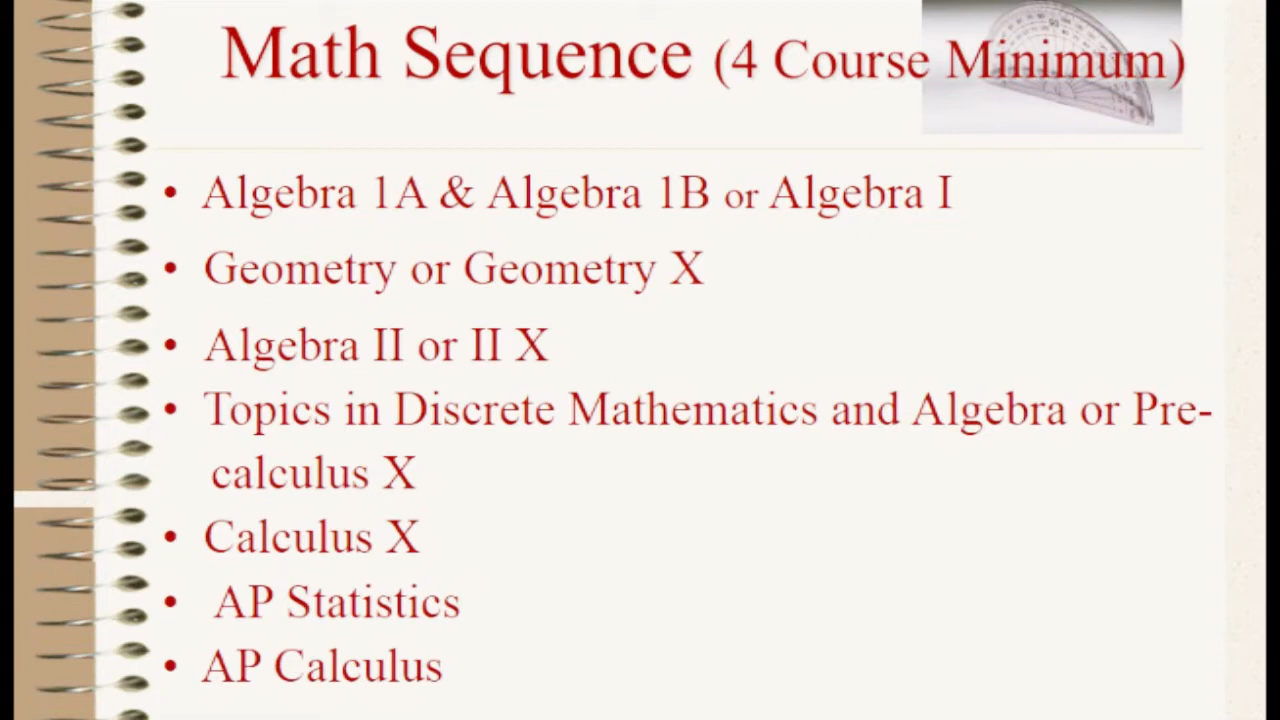 Math Sequence (4 Course Minimum)
• Algebra 1A & Algebra 1B or Algebra I
• Geometry or Geometry X
• Algebra II or II X
• Topics in Discrete Mathematics and Algebra or Pre-
calculus X
• Calculus X
• AP Statistics
• AP Calculus